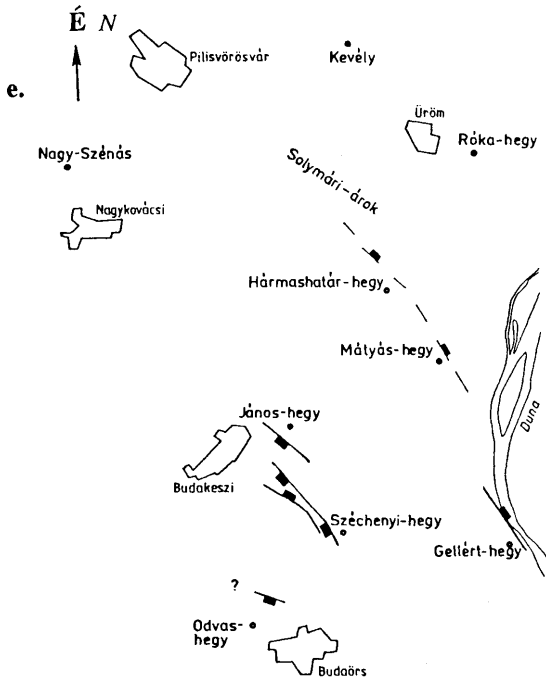 É N
Pilisvörösvár
Kevély
e.
Üröm
Nagy-Szénás
Róka-hegy
Solymári-árok
Nagykovácsi
Hármashatár-hegy
Mátyás-hegy
Duna
János-hegy
Budakeszi
Széchenyi-hegy
Gellért-hegy
?
Odvas-
hegy
Budaörs